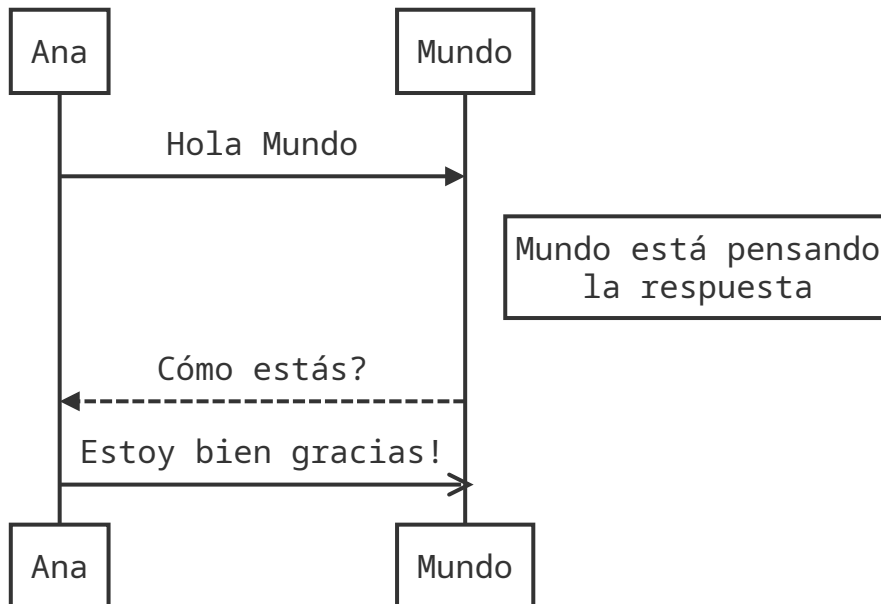 Ana
Mundo
Hola Mundo
Mundo está pensando
la respuesta
Cómo estás?
Estoy bien gracias!
Ana
Mundo